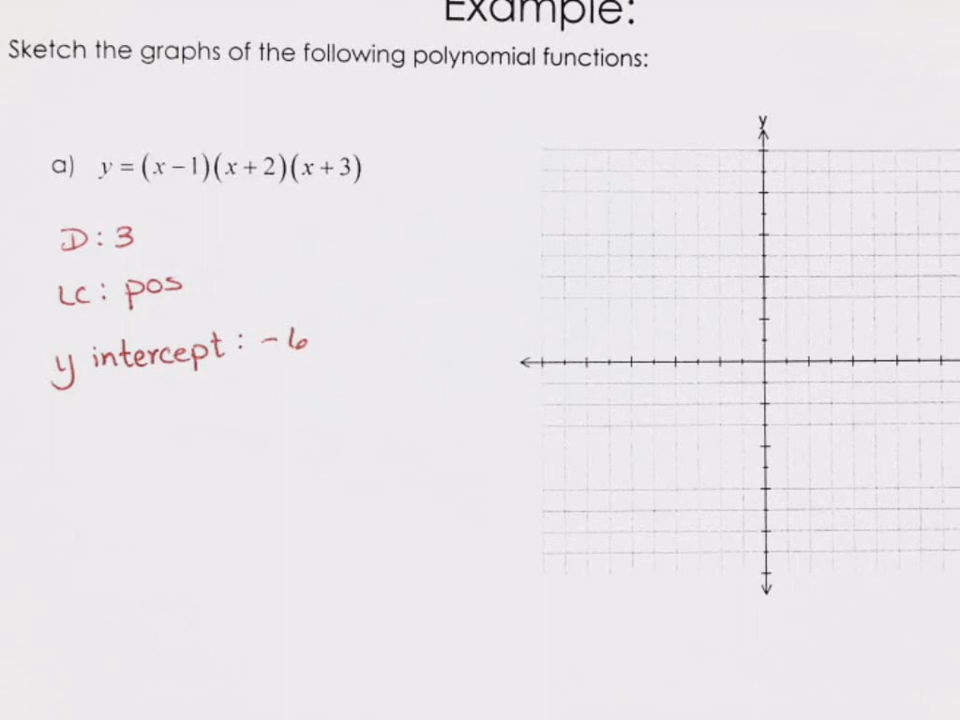 Example:
Sketch the graphs of the following polynomial functions:
y
a) y = (x − 1)(x + 2)(x + 3)
D: 3
LC: pos
y intercept: -6